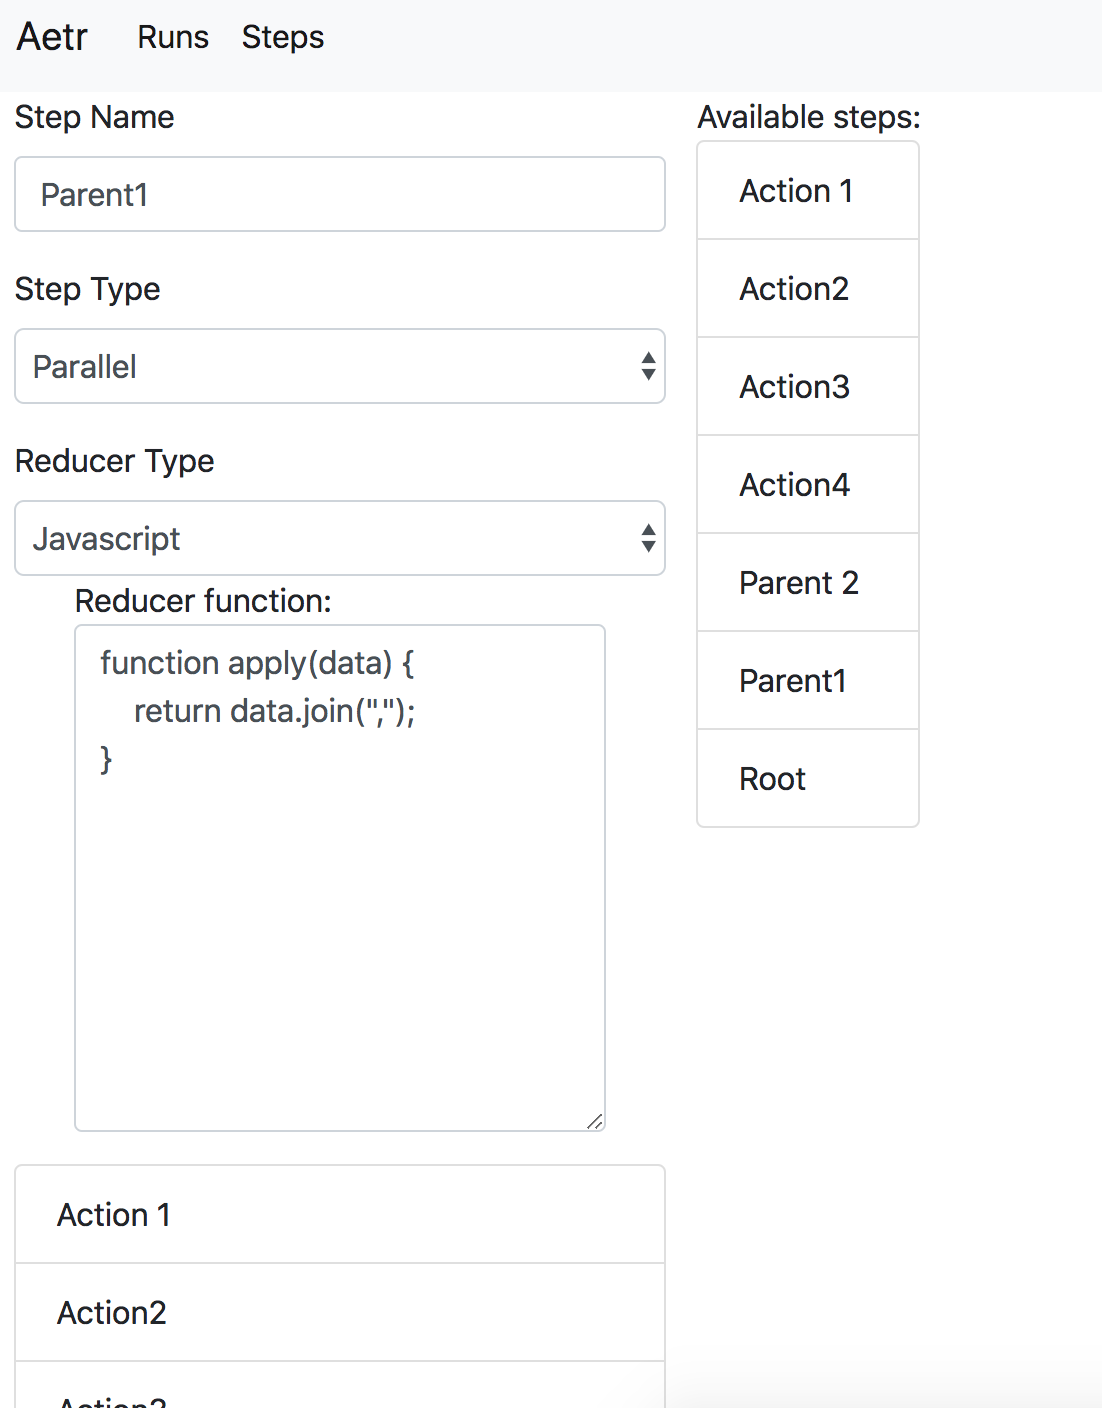 Aetr Runs Steps
Step Name
Parent1
Step Type
Parallel
Reducer Type
Javascript
Reducer function:
function apply(data) {
    return data.join(",");
}
Action 1
Action2
Available steps:
Action 1
Action2
Action3
Action4
Parent 2
Parent1
Root